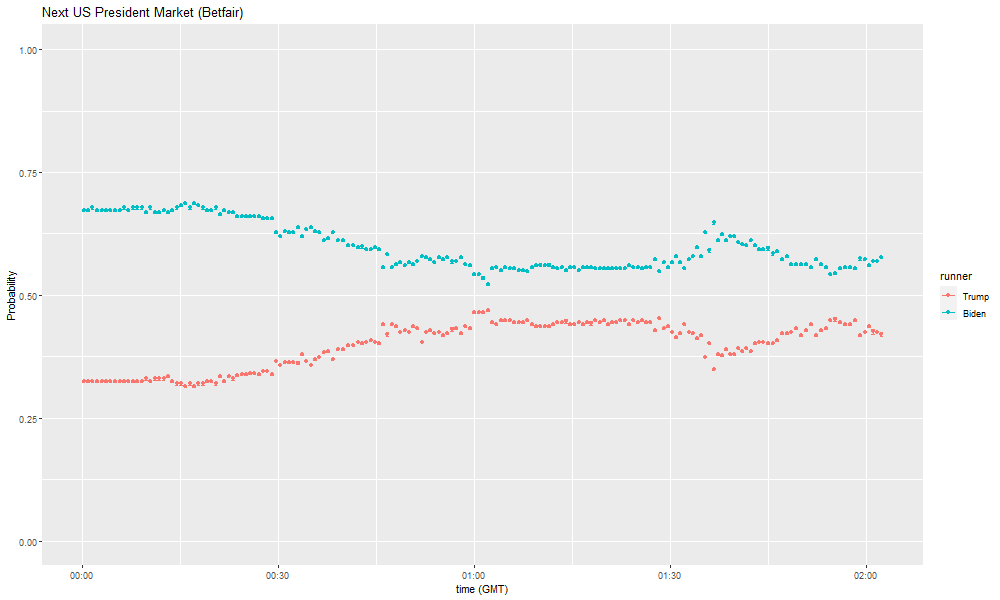 Next US President Market (Betfair)
1.00
0.75
0.50
0.25
0.00
Probability
00:00
00:30
01:00
01:30
02:00
time (GMT)
runner
Trump
Biden